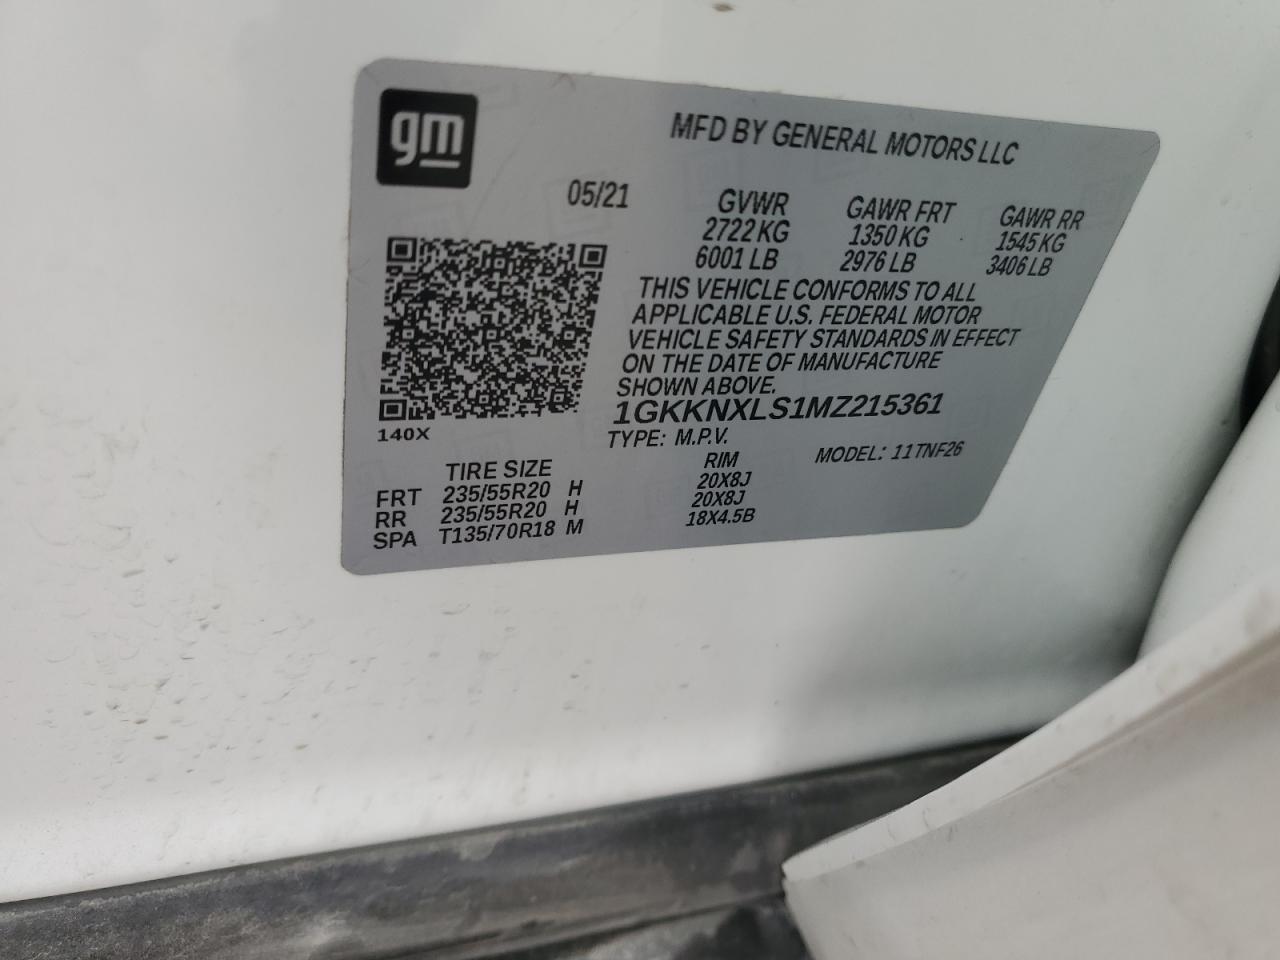 gm
MFD BY GENERAL MOTORS LLC
05/21 GVWR GAWR FRT GAWR RR
2722 KG 1350 KG 1545 KG
6001 LB 2976 LB 3406 LB
THIS VEHICLE CONFORMS TO ALL
APPLICABLE U.S. FEDERAL MOTOR
VEHICLE SAFETY STANDARDS IN EFFECT
ON THE DATE OF MANUFACTURE
SHOWN ABOVE.
1GKKNXLS1MZ215361
140X
TYPE: M.P.V. MODEL: 11TNF26
TIRE SIZE RIM
FRT 235/55R20 H 20X8J
RR 235/55R20 H 20X8J
SPA T135/70R18 M 18X4.5B